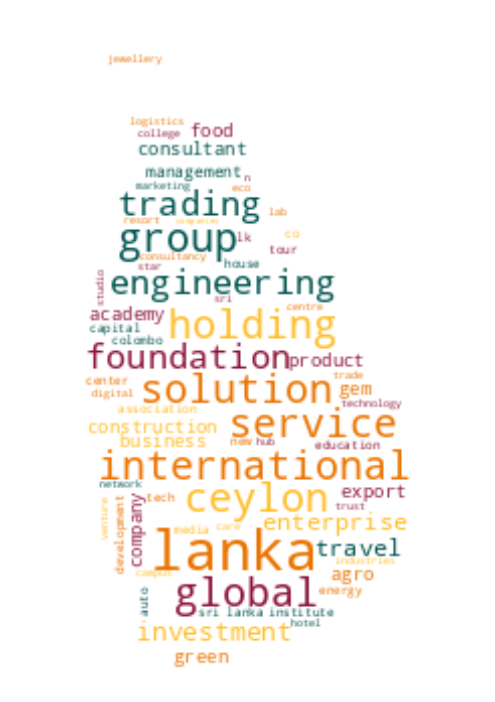 jewellery
logistics
college food
consultant
management n
marketing eco
trading lab
resort companies
group lk co
tour
consultancy house
star
studio engineering
sri
academy holding centre
capital
colombo
foundation product
center solution gem trade
digital technology
association
construction service
business new hub education
international
network ceylon export
venture development company tech trust
media care enterprise
lanka travel
campus industries
agro
auto global energy
sri lanka institute
investment hotel
green